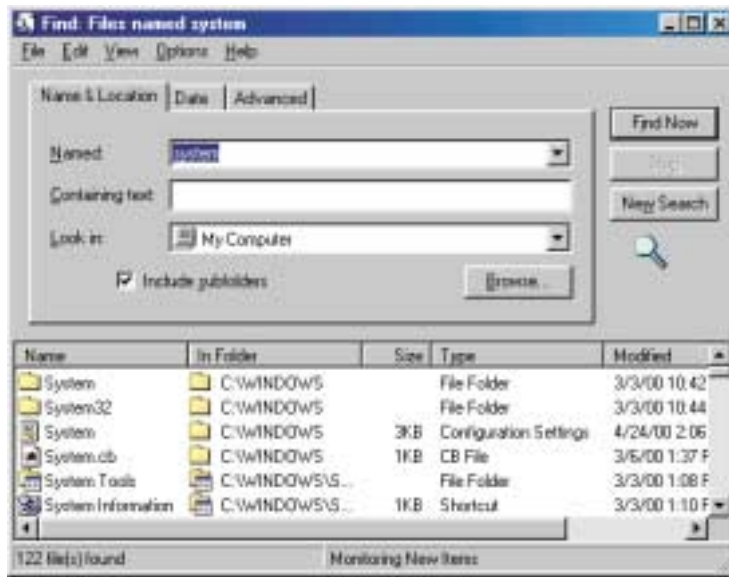 Find: Files named system
File Edit View Options Help
Name & Location Date Advanced
Find Now
Named: system
Stop
Containing text:
New Search
Look in: My Computer
Include subfolders
Browse...
Name In Folder Size Type Modified
System C:\WINDOWS File Folder 3/3/00 10:42
System32 C:\WINDOWS File Folder 3/3/00 10:44
System C:\WINDOWS 3KB Configuration Settings 4/24/00 2:06
System.cb C:\WINDOWS 1KB CB File 3/6/00 1:37 P
System Tools C:\WINDOWS\S... File Folder 3/3/00 1:08 P
System Information C:\WINDOWS\S... 1KB Shortcut 3/3/00 1:10 P
122 file(s) found Monitoring New Items